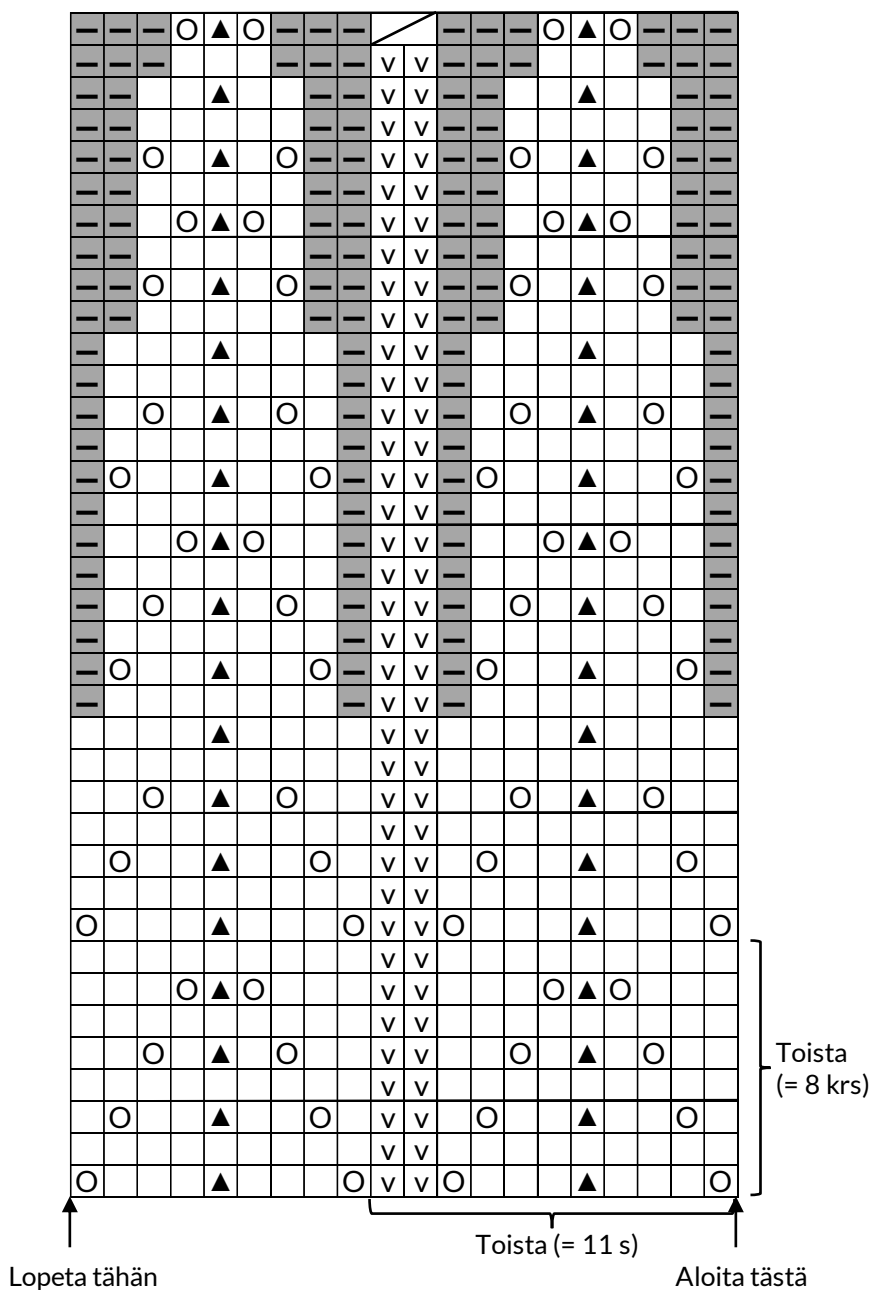 Toista
(= 8 krs)
Toista (= 11 s)
Lopeta tähän
Aloita tästä